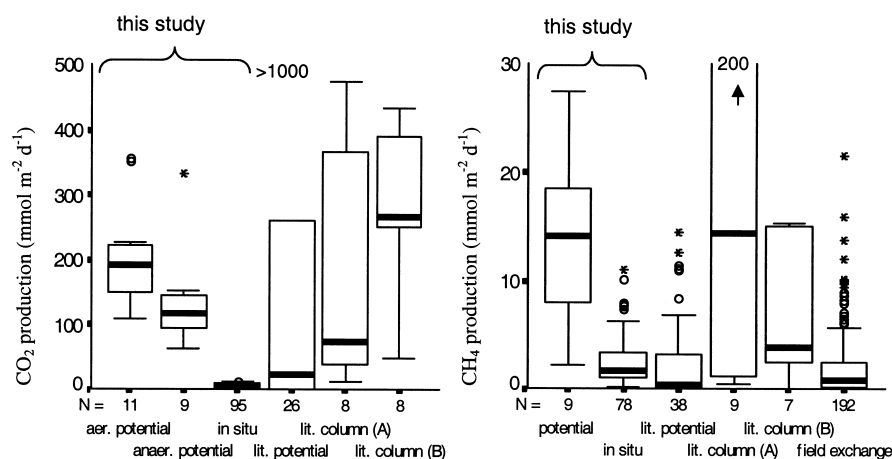 this study
>1000
500
400
300
200
100
0
CO₂ production (mmol m⁻² d⁻¹)
N = 11 9 95 26 8 8
aer. potential in situ lit. column (A)
anaer. potential lit. potential lit. column (B)
this study
200
30
20
10
0
CH₄ production (mmol m⁻² d⁻¹)
N = 9 78 38 9 7 192
potential lit. potential lit. column (B)
in situ lit. column (A) field exchange